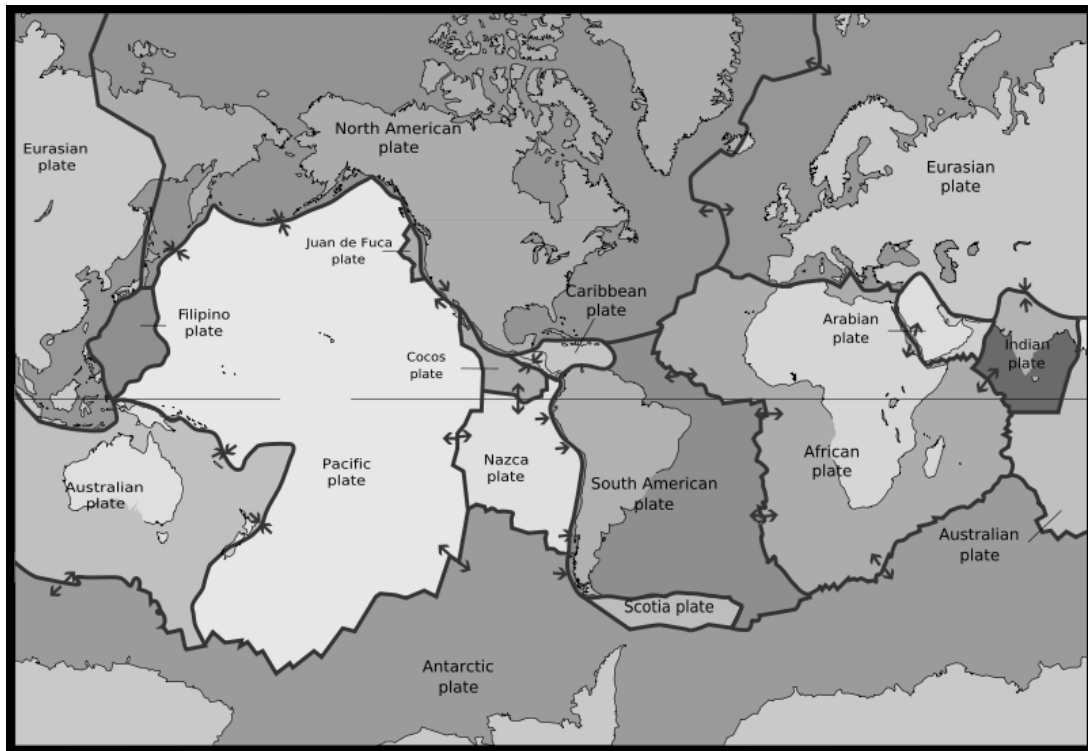 North American
plate
Eurasian
plate
Eurasian
plate
Juan de Fuca
plate
Caribbean
plate
Filipino
plate
Arabian
plate
Indian
plate
Cocos
plate
Pacific
plate
Nazca
plate
African
plate
South American
plate
Australian
plate
Australian
plate
Scotia plate
Antarctic
plate